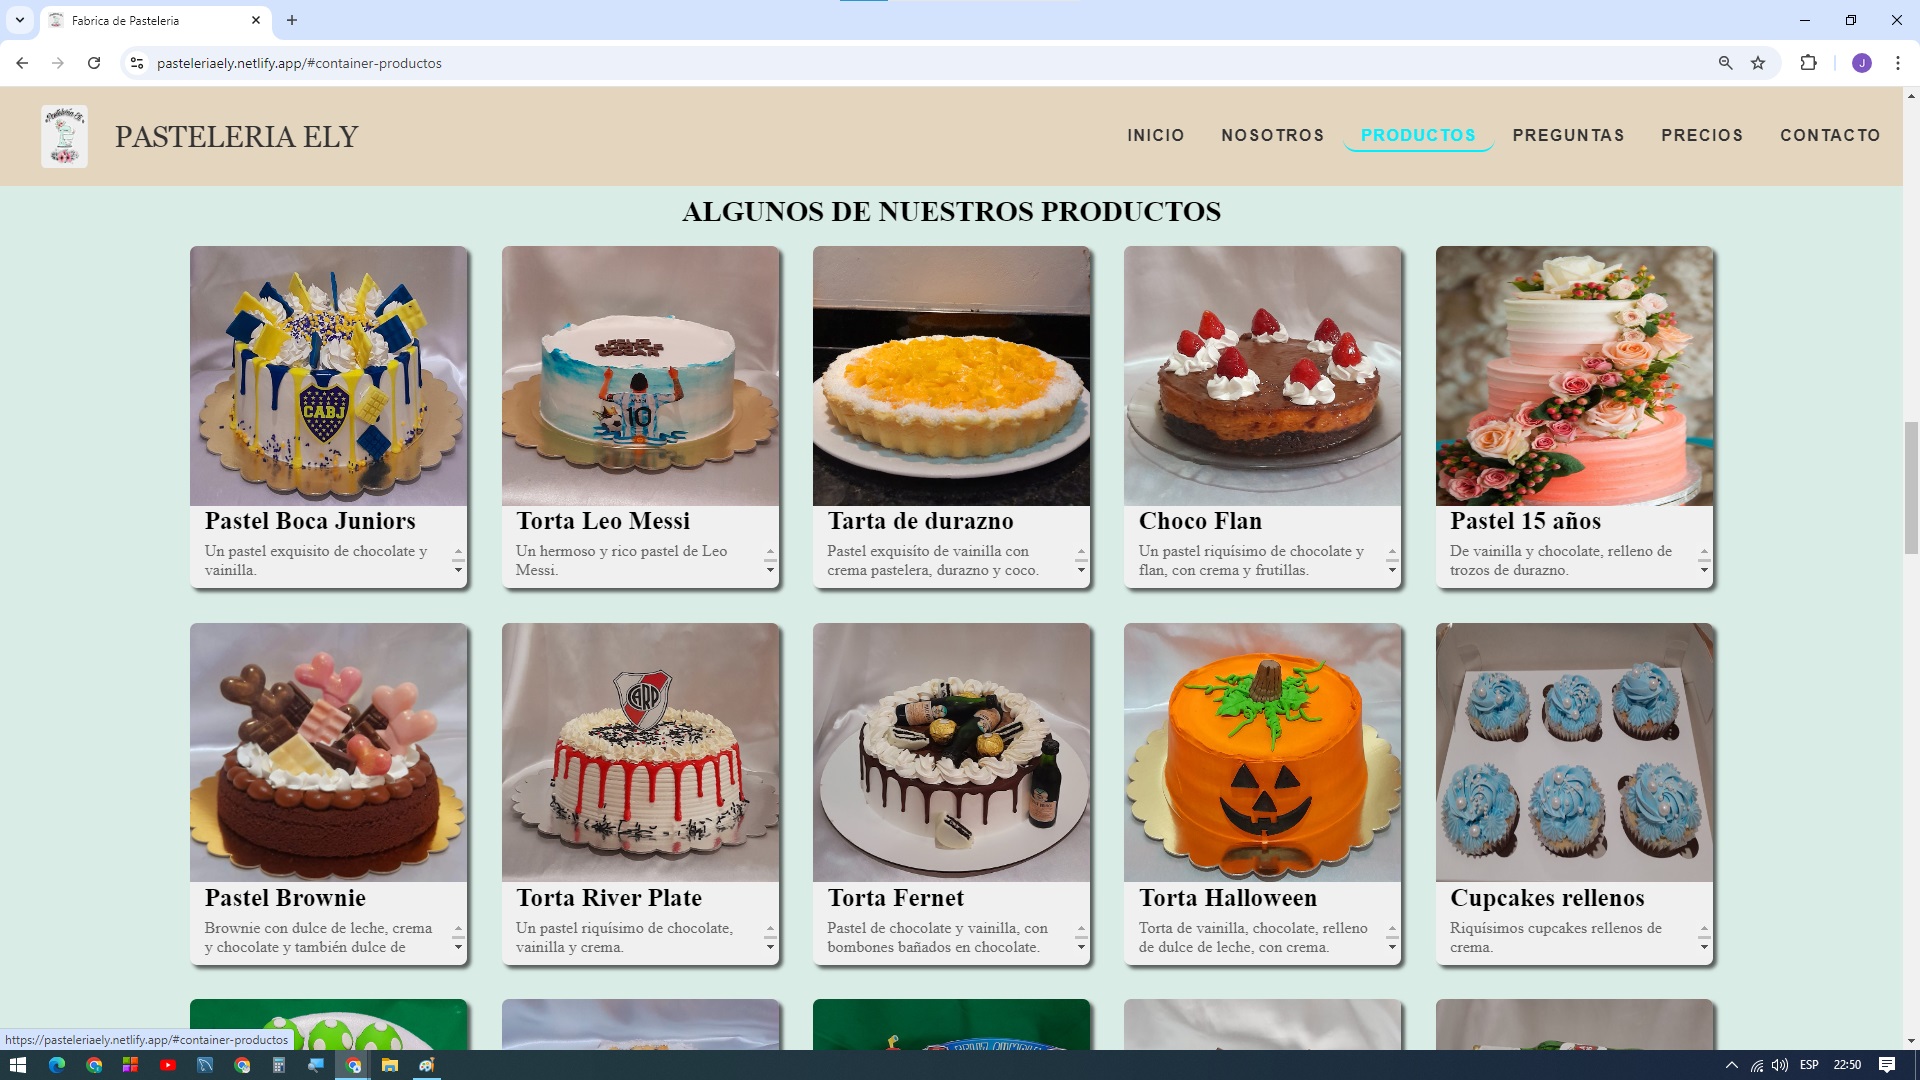 Fabrica de Pasteleria
pasteleriaely.netlify.app/#container-productos
J
Pastelería Ely
PASTELERIA ELY
INICIO
NOSOTROS
PRODUCTOS
PREGUNTAS
PRECIOS
CONTACTO
ALGUNOS DE NUESTROS PRODUCTOS
CABJ
FELIZ
OSCAR
10
Pastel Boca Juniors
Un pastel exquisito de chocolate y
vainilla.
Torta Leo Messi
Un hermoso y rico pastel de Leo
Messi.
Tarta de durazno
Pastel exquisíto de vainilla con
crema pastelera, durazno y coco.
Choco Flan
Un pastel riquísimo de chocolate y
flan, con crema y frutillas.
Pastel 15 años
De vainilla y chocolate, relleno de
trozos de durazno.
CARP
Pastel Brownie
Brownie con dulce de leche, crema
y chocolate y también dulce de
Torta River Plate
Un pastel riquísimo de chocolate,
vainilla y crema.
Torta Fernet
Pastel de chocolate y vainilla, con
bombones bañados en chocolate.
Torta Halloween
Torta de vainilla, chocolate, relleno
de dulce de leche, con crema.
Cupcakes rellenos
Riquísimos cupcakes rellenos de
crema.
https://pasteleriaely.netlify.app/#container-productos
ESP
22:50